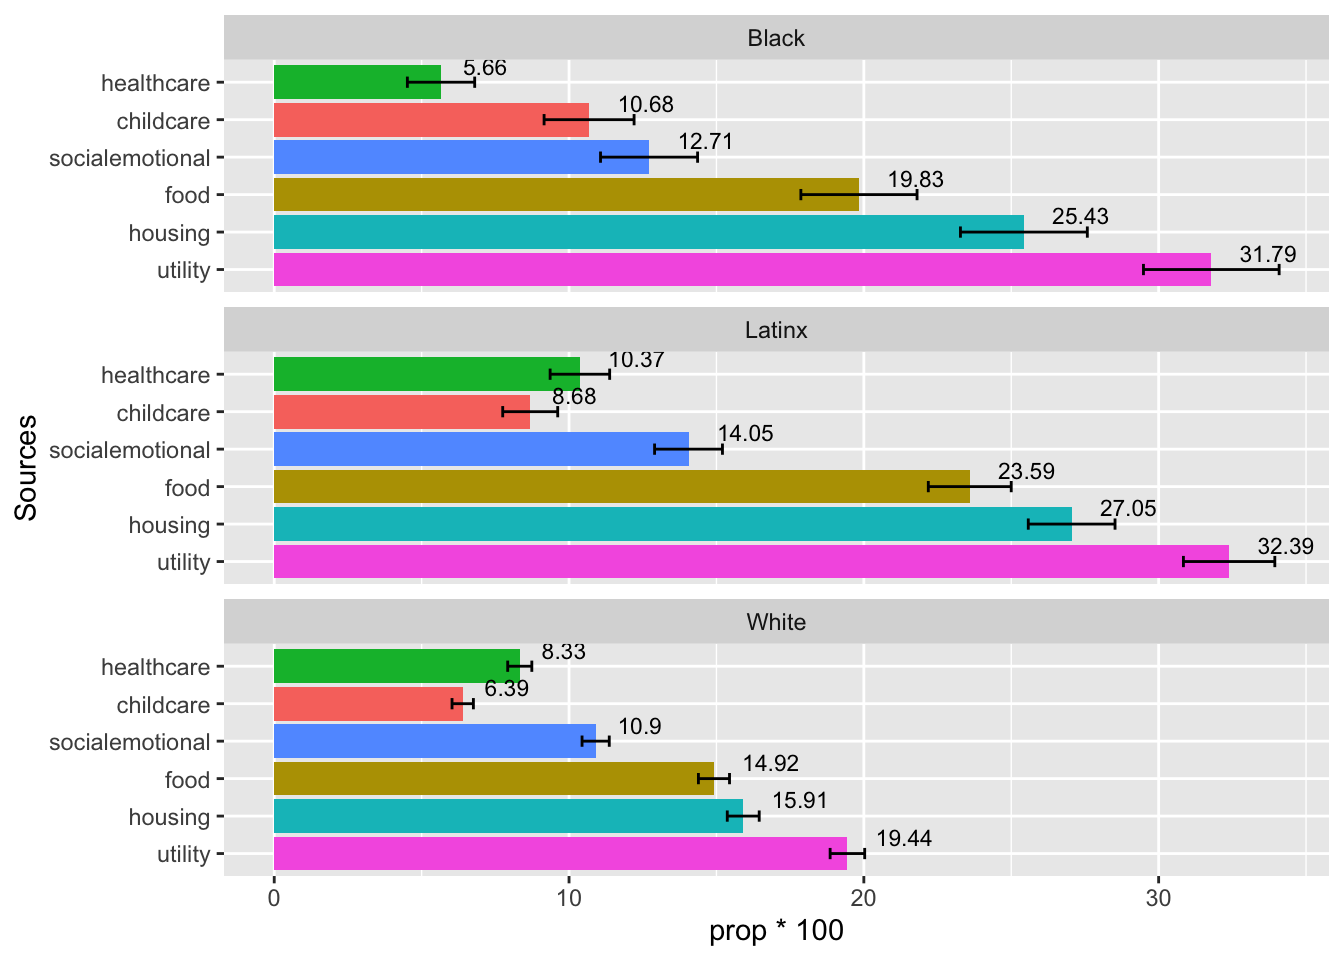 Black
healthcare 5.66
childcare 10.68
socialemotional 12.71
food 19.83
housing 25.43
utility 31.79
Latinx
healthcare 10.37
childcare 8.68
socialemotional 14.05
food 23.59
housing 27.05
utility 32.39
Sources
White
healthcare 8.33
childcare 6.39
socialemotional 10.9
food 14.92
housing 15.91
utility 19.44
0 10 20 30
prop * 100